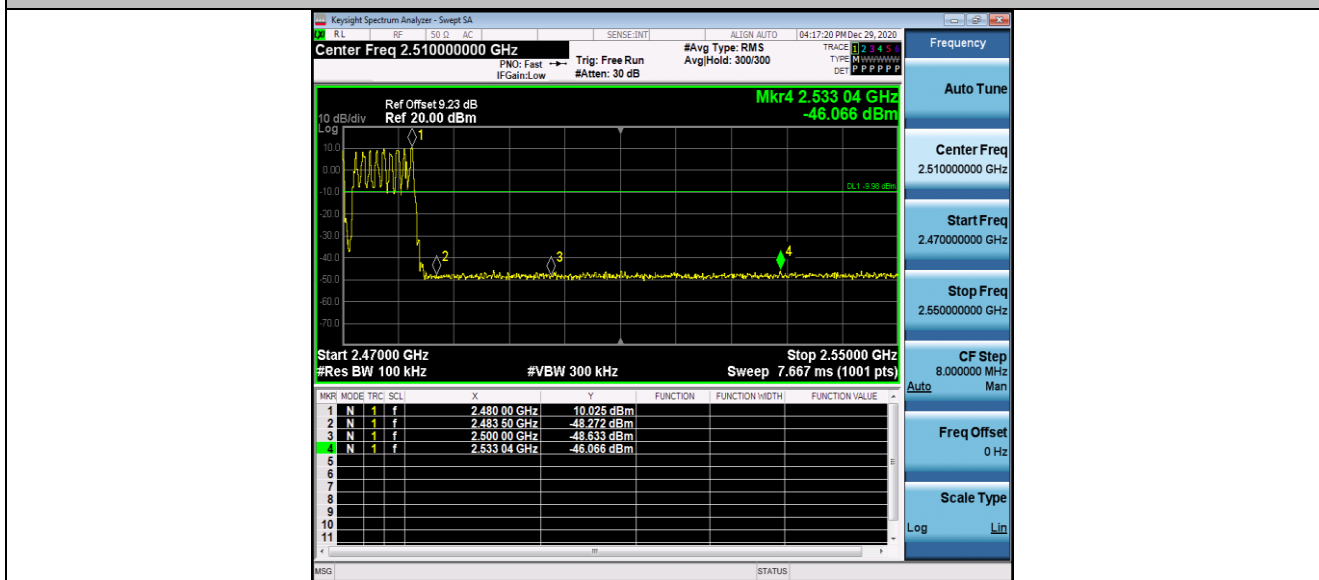 Keysight Spectrum Analyzer - Swept SA
RL RF 50 Ω AC SENSE:INT ALIGN AUTO 04:17:20 PM Dec 29, 2020
Center Freq 2.510000000 GHz
PNO: Fast
IFGain:Low
Trig: Free Run
#Atten: 30 dB
#Avg Type: RMS
Avg|Hold: 300/300
TRACE 1 2 3 4 5 6
TYPE M WWWWW
DET P P P P P P
Mkr4 2.533 04 GHz
-46.066 dBm
Ref Offset 9.23 dB
10 dB/div Ref 20.00 dBm
Log
10.0
0.00
-10.0
-20.0
-30.0
-40.0
-50.0
-60.0
-70.0
1
2
3
4
DL1 -9.98 dBm
Start 2.47000 GHz Stop 2.55000 GHz
#Res BW 100 kHz #VBW 300 kHz Sweep 7.667 ms (1001 pts)
MKR MODE TRC SCL X Y FUNCTION FUNCTION WIDTH FUNCTION VALUE
1 N 1 f 2.480 00 GHz 10.025 dBm
2 N 1 f 2.483 50 GHz -48.272 dBm
3 N 1 f 2.500 00 GHz -48.633 dBm
4 N 1 f 2.533 04 GHz -46.066 dBm
5
6
7
8
9
10
11
MSG STATUS
Frequency
Auto Tune
Center Freq
2.510000000 GHz
Start Freq
2.470000000 GHz
Stop Freq
2.550000000 GHz
CF Step
8.000000 MHz
Auto Man
Freq Offset
0 Hz
Scale Type
Log Lin